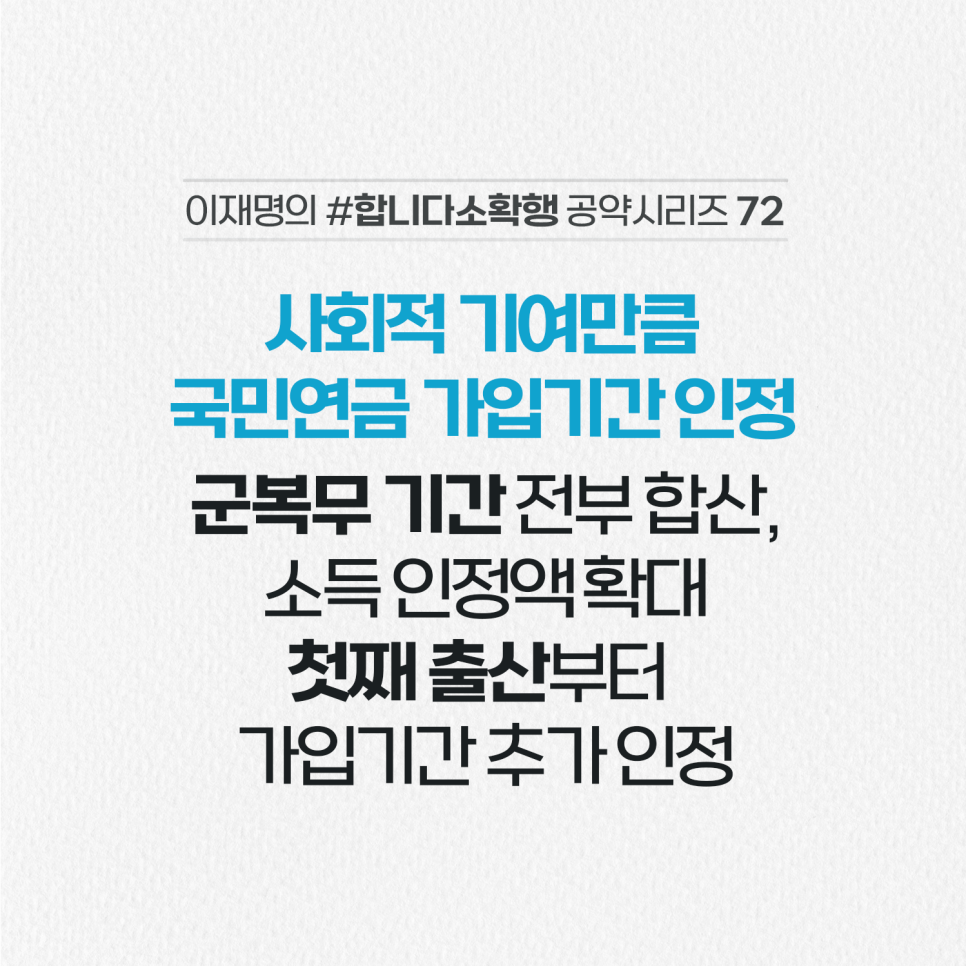 이재명의 #합니다소확행 공약시리즈 72
사회적 기여만큼
국민연금 가입기간 인정
군복무 기간 전부 합산,
소득 인정액 확대
첫째 출산부터
가입기간 추가 인정